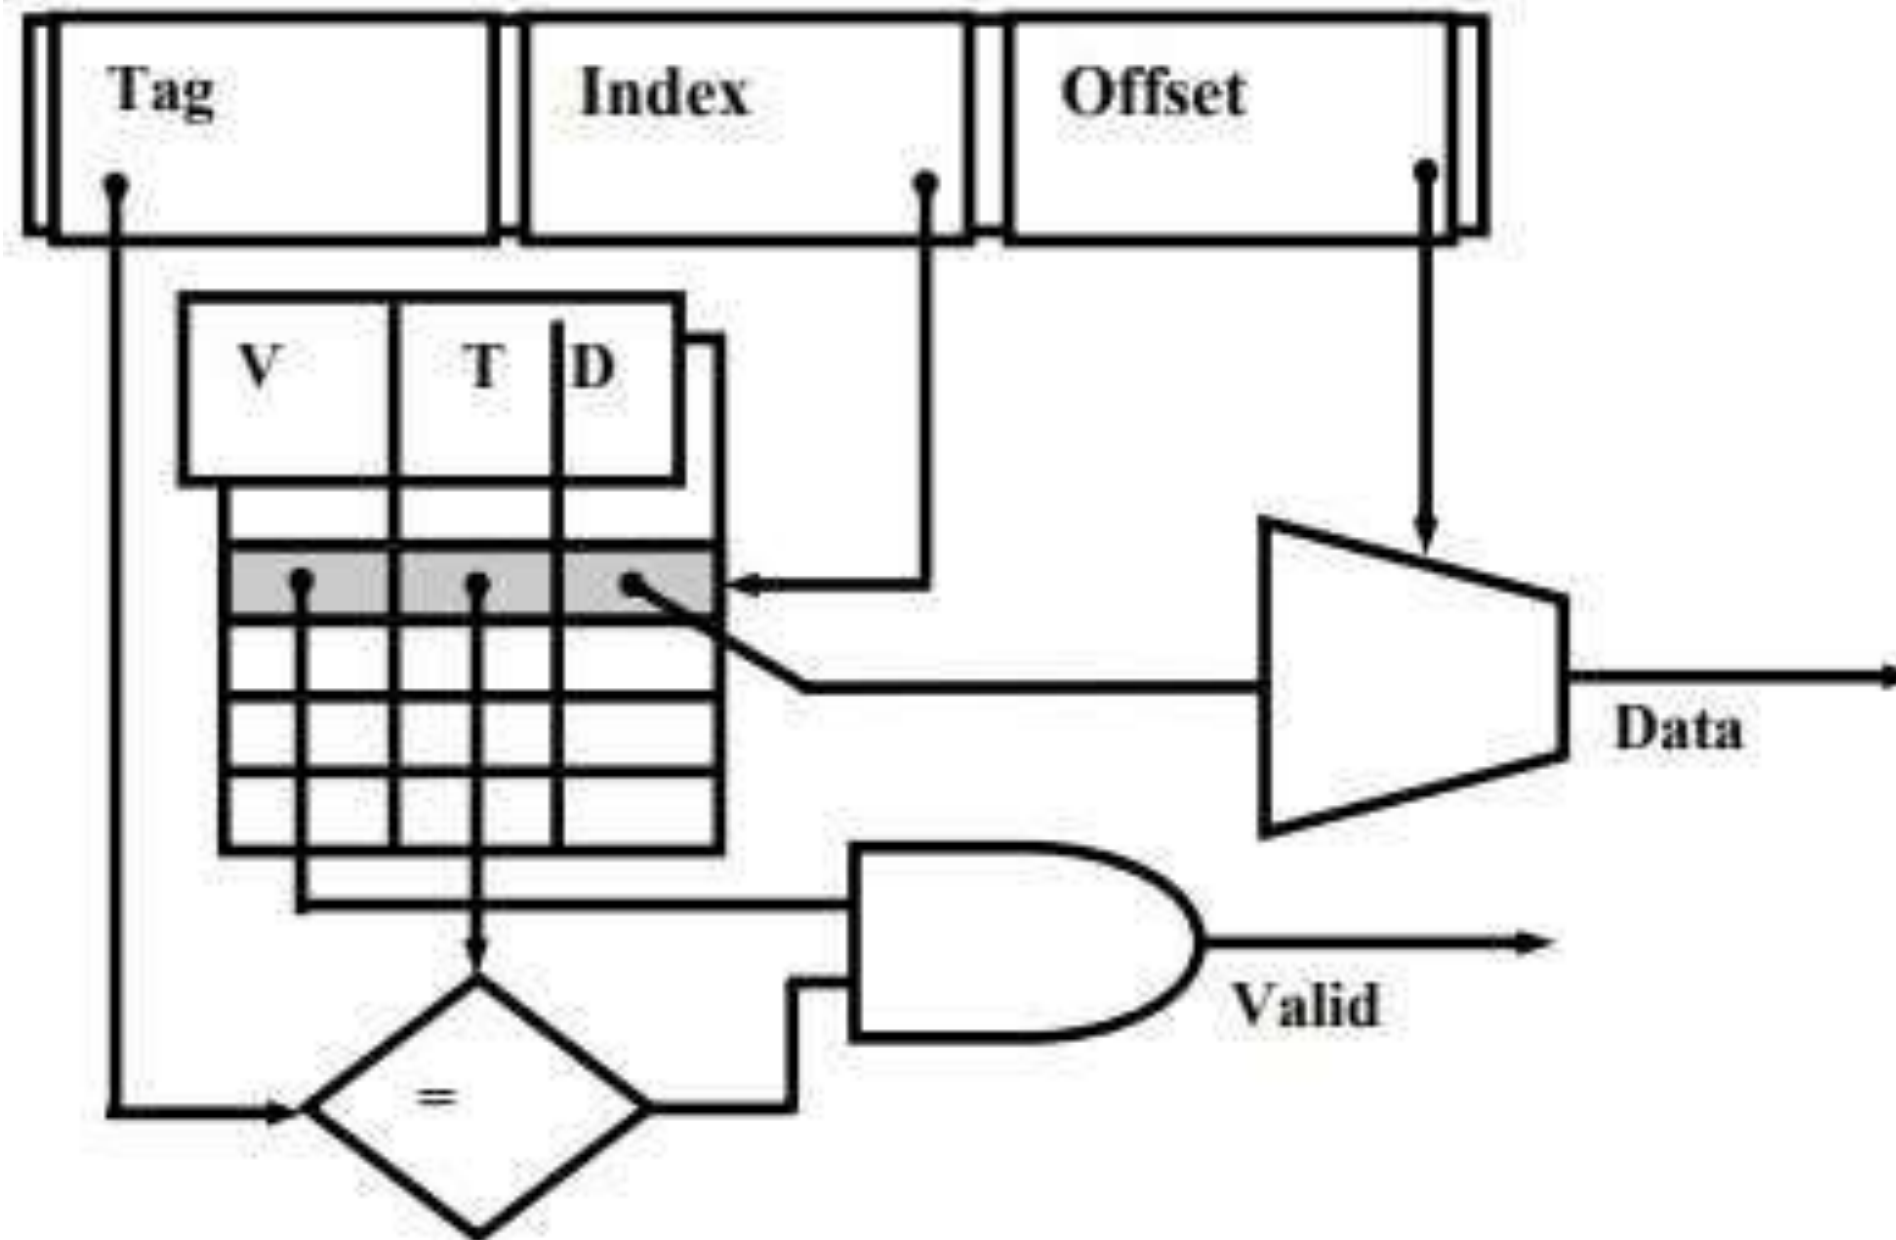 Tag Index Offset
V T D
Data
Valid
=